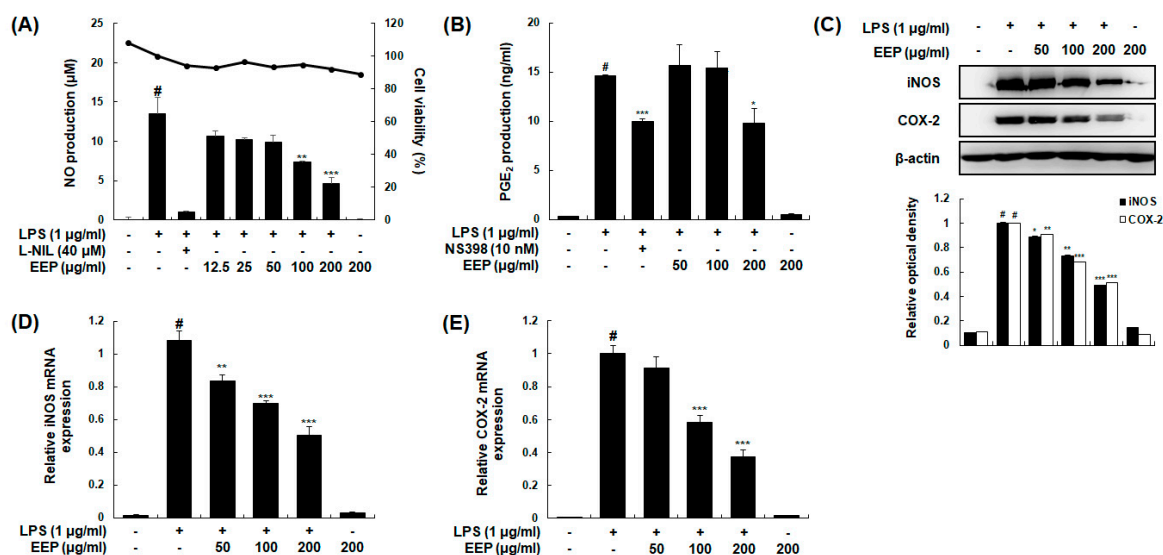 (A)
NO production (µM)
25
20
15
10
5
0
#
**
***
120
100
80
60
40
20
0
Cell viability (%)
LPS (1 µg/ml) - + + + + + + + -
L-NIL (40 µM) - - + - - - - - -
EEP (µg/ml) - - - 12.5 25 50 100 200 200
(B)
PGE2 production (ng/ml)
20
15
10
5
0
#
***
*
LPS (1 µg/ml) - + + + + + -
NS398 (10 nM) - - + - - - -
EEP (µg/ml) - - - 50 100 200 200
(C)
LPS (1 µg/ml) - + + + + -
EEP (µg/ml) - - 50 100 200 200
iNOS
COX-2
β-actin
iNOS
COX-2
Relative optical density
1.2
1
0.8
0.6
0.4
0.2
0
# #
* **
** ***
*** ***
(D)
Relative iNOS mRNA
expression
1.2
1
0.8
0.6
0.4
0.2
0
#
**
***
***
LPS (1 µg/ml) - + + + + -
EEP (µg/ml) - - 50 100 200 200
(E)
Relative COX-2 mRNA
expression
1.2
1
0.8
0.6
0.4
0.2
0
#
***
***
LPS (1 µg/ml) - + + + + -
EEP (µg/ml) - - 50 100 200 200